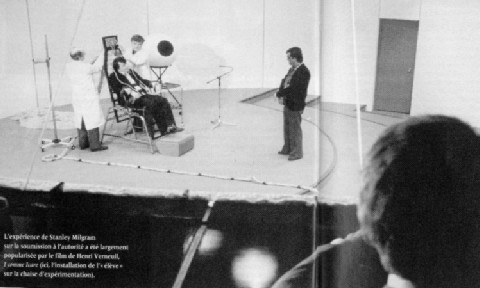 L'expérience de Stanley Milgram
sur la soumission à l'autorité a été largement
popularisée par le film de Henri Verneuil,
I comme Icare (ici, l'installation de l'« élève »
sur la chaise d'expérimentation).